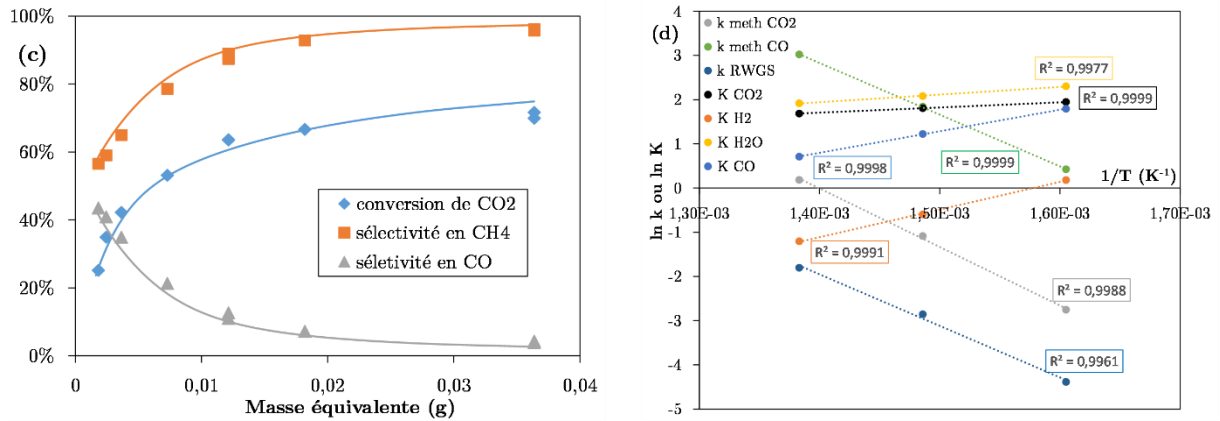 100%
80%
60%
40%
20%
0%
(c)
conversion de CO2
sélectivité en CH4
séletivité en CO
0
0,01
0,02
0,03
0,04
Masse équivalente (g)
(d)
4
3
2
1
0
-1
-2
-3
-4
-5
ln k ou ln K
k meth CO2
k meth CO
k RWGS
K CO2
K H2
K H2O
K CO
R² = 0,9977
R² = 0,9999
R² = 0,9999
R² = 0,9998
1/T (K⁻¹)
1,30E-03
1,40E-03
1,50E-03
1,60E-03
1,70E-03
R² = 0,9991
R² = 0,9988
R² = 0,9961